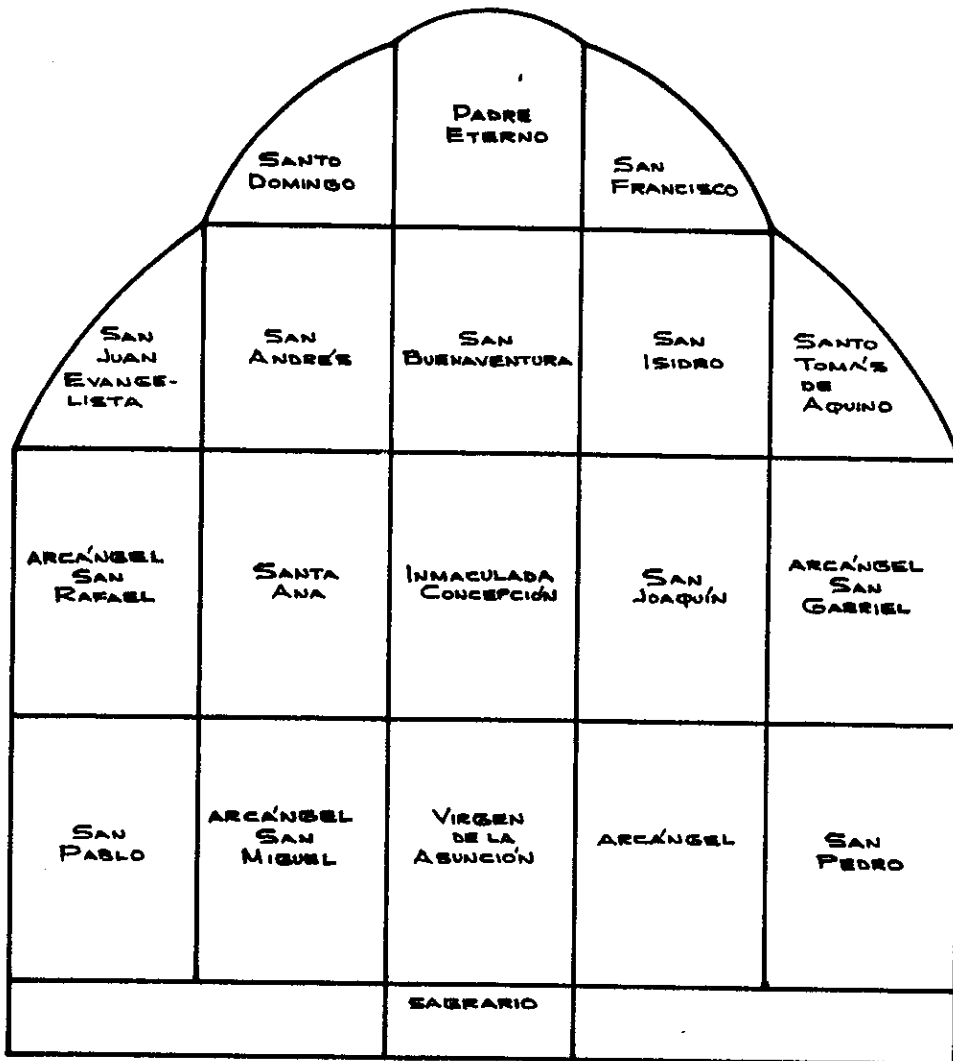 PADRE
ETERNO
SANTO
DOMINGO
SAN
FRANCISCO
SAN
JUAN
EVANGE-
LISTA
SAN
ANDRÉS
SAN
BUENAVENTURA
SAN
ISIDRO
SANTO
TOMÁS
DE
AQUINO
ARCÁNGEL
SAN
RAFAEL
SANTA
ANA
INMACULADA
CONCEPCIÓN
SAN
JOAQUÍN
ARCÁNGEL
SAN
GABRIEL
SAN
PABLO
ARCÁNGEL
SAN
MIGUEL
VIRGEN
DE LA
ASUNCIÓN
ARCÁNGEL
SAN
PEDRO
SAGRARIO